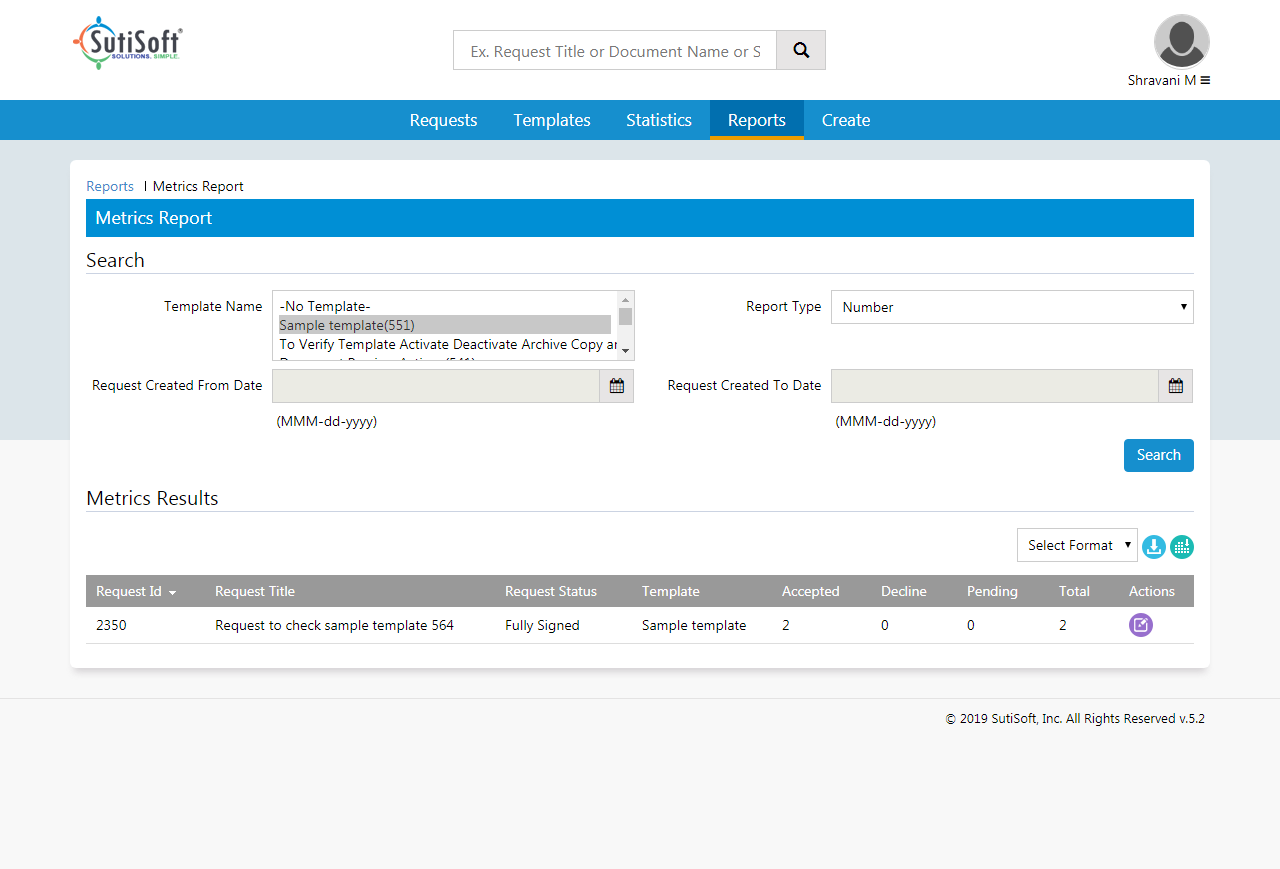 SutiSoft®
SOLUTIONS. SIMPLE.
Ex. Request Title or Document Name or S
Shravani M
Requests Templates Statistics Reports Create
Reports | Metrics Report
Metrics Report
Search
Template Name
-No Template-
Sample template(551)
To Verify Template Activate Deactivate Archive Copy
Report Type Number
Request Created From Date
Request Created To Date
(MMM-dd-yyyy)
(MMM-dd-yyyy)
Search
Metrics Results
Select Format
Request Id Request Title Request Status Template Accepted Decline Pending Total Actions
2350 Request to check sample template 564 Fully Signed Sample template 2 0 0 2
© 2019 SutiSoft, Inc. All Rights Reserved v.5.2